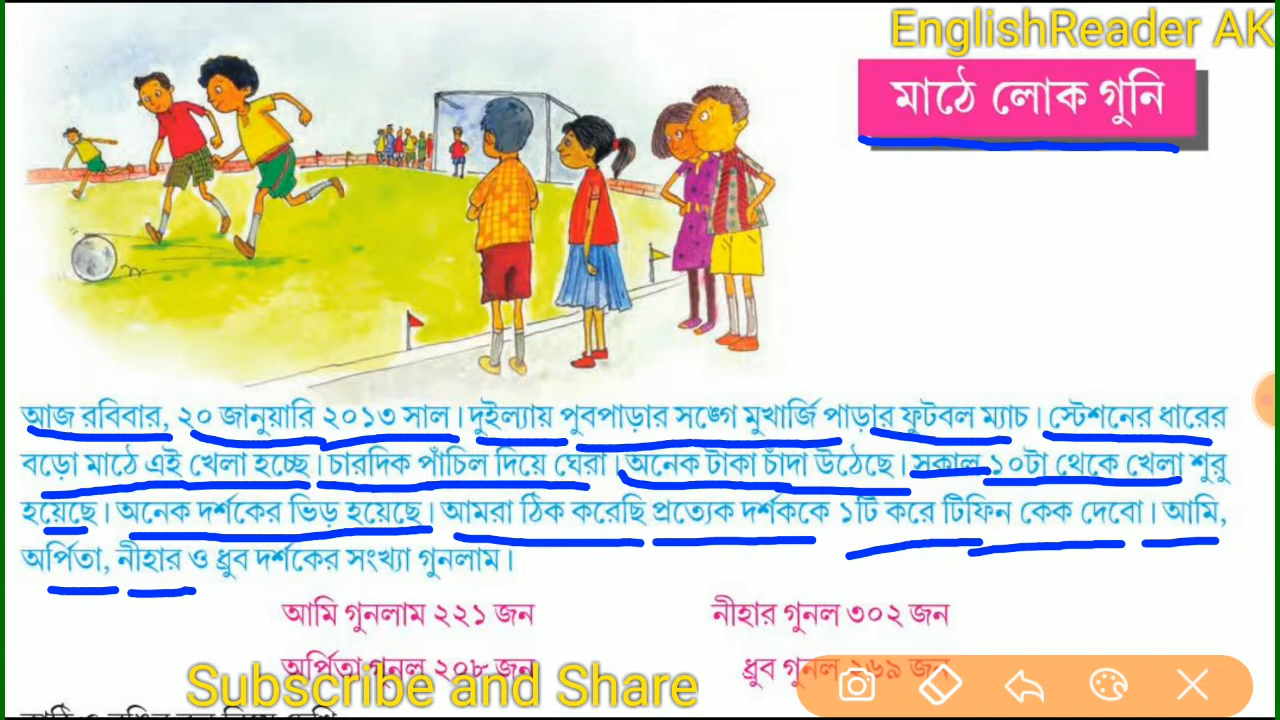 EnglishReader AK
মাঠে লোক গুনি
আজ রবিবার, ২০ জানুয়ারি ২০১৩ সাল। দুইল্যায় পুবপাড়ার সঙ্গে মুখার্জি পাড়ার ফুটবল ম্যাচ। স্টেশনের ধারের
বড়ো মাঠে এই খেলা হচ্ছে। চারদিক পাঁচিল দিয়ে ঘেরা। অনেক টাকা চাঁদা উঠেছে। সকাল ১০টা থেকে খেলা শুরু
হয়েছে। অনেক দর্শকের ভিড় হয়েছে। আমরা ঠিক করেছি প্রত্যেক দর্শককে ১টি করে টিফিন কেক দেবো। আমি,
অর্পিতা, নীহার ও ধ্রুব দর্শকের সংখ্যা গুনলাম।
আমি গুনলাম ২২১ জন
নীহার গুনল ৩০২ জন
অর্পিতা গুনল ২০৮ জন
ধ্রুব গুনল ২৬৯ জন
Subscribe and Share